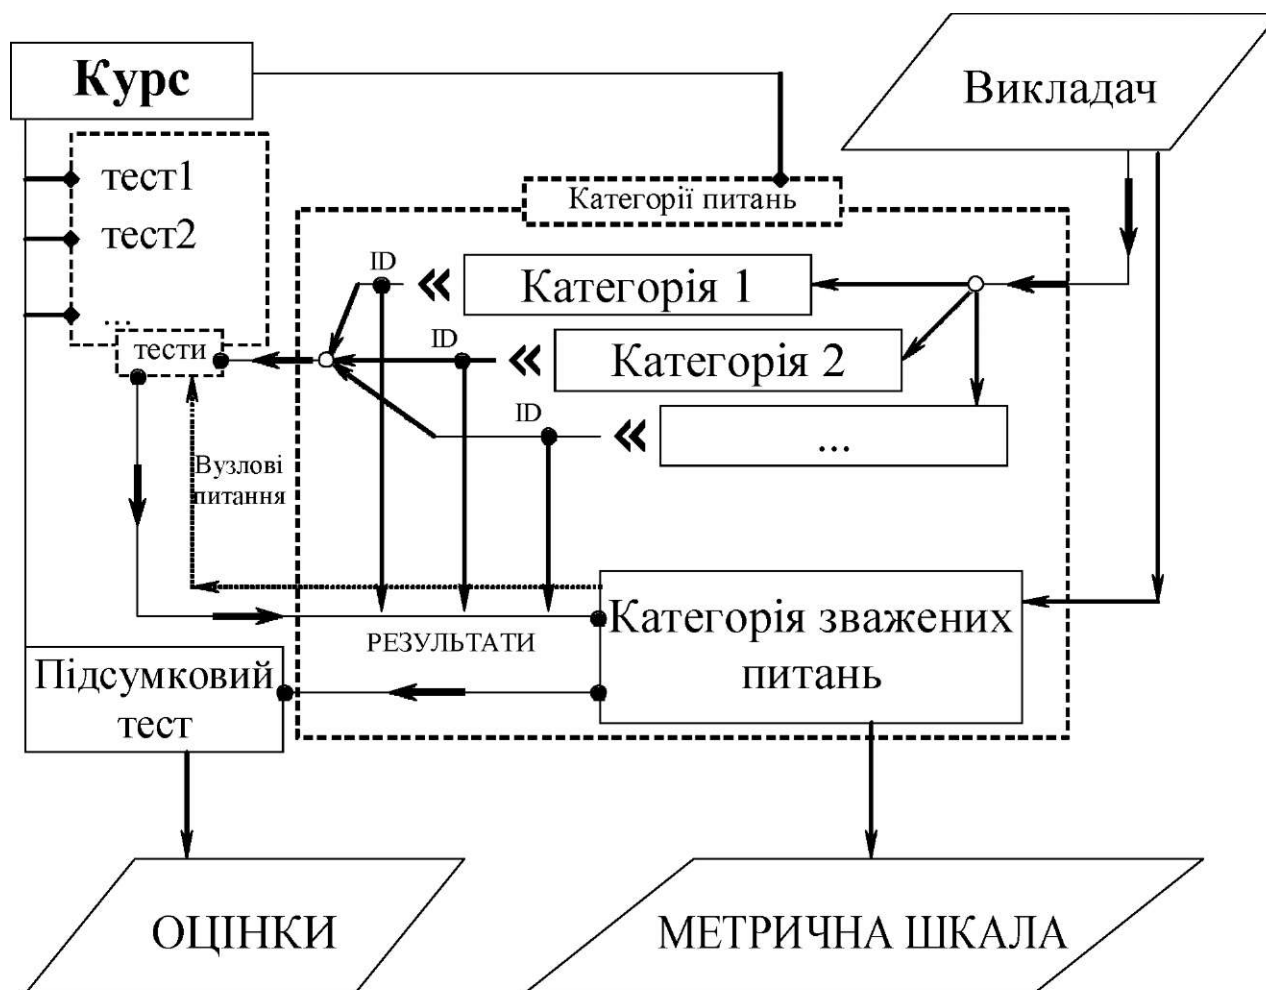 Курс
Викладач
тест1
Категорії питань
тест2
ID
«
Категорія 1
...
тести
ID
«
Категорія 2
ID
«
...
Вузлові
питання
Категорія зважених
питань
РЕЗУЛЬТАТИ
Підсумковий
тест
ОЦІНКИ
МЕТРИЧНА ШКАЛА